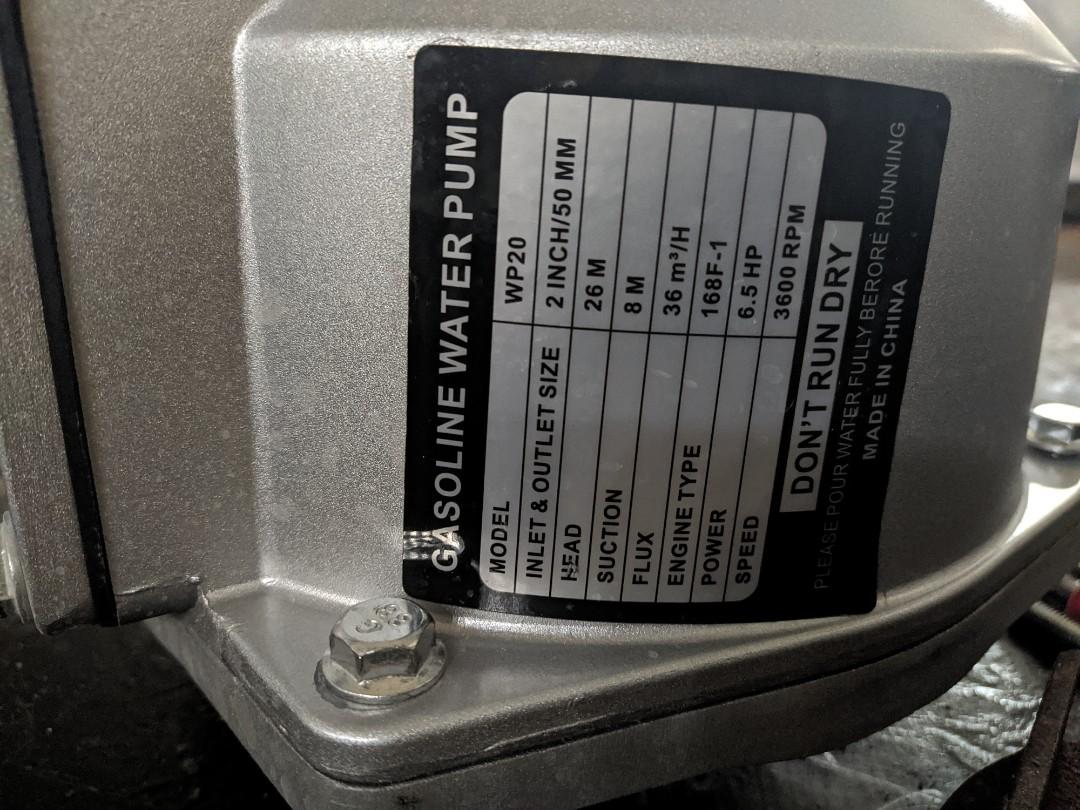 GASOLINE WATER PUMP
MODEL WP20
INLET & OUTLET SIZE 2 INCH/50 MM
HEAD 26 M
SUCTION 8 M
FLUX 36 m³/H
ENGINE TYPE 168F-1
POWER 6.5 HP
SPEED 3600 RPM
DON'T RUN DRY
PLEASE POUR WATER FULLY BERORE RUNNING
MADE IN CHINA